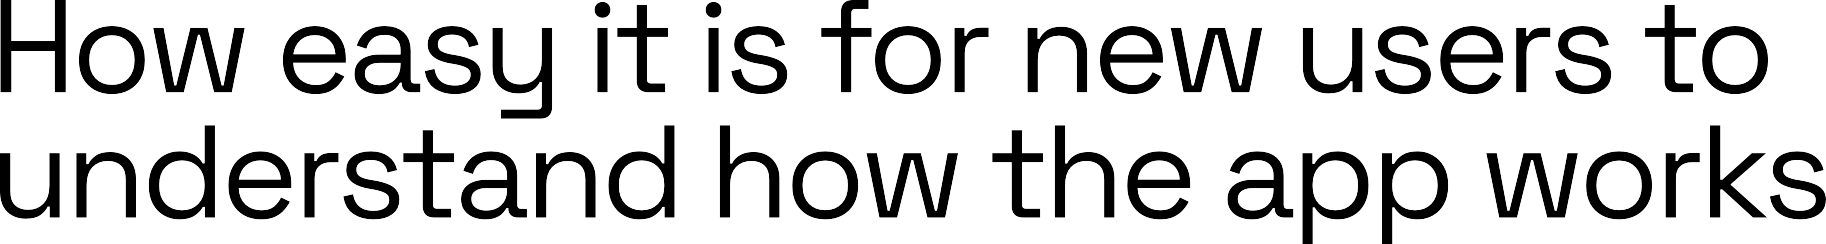 How easy it is for new users to
understand how the app works